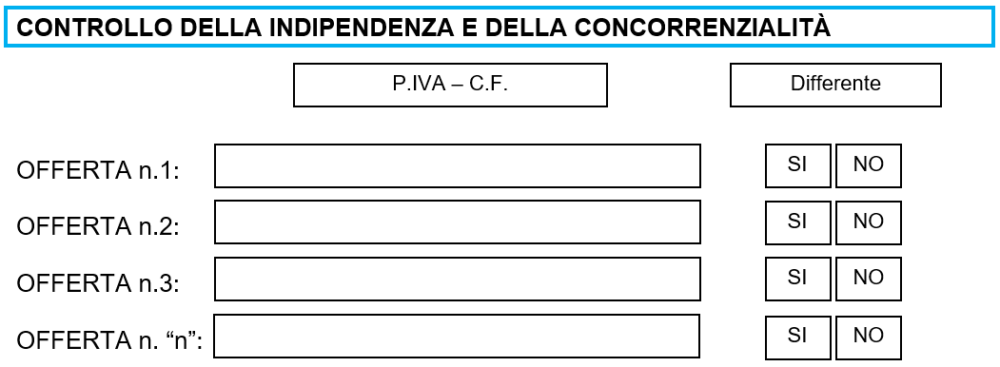 CONTROLLO DELLA INDIPENDENZA E DELLA CONCORRENZIALITÀ
P.IVA – C.F. Differente
OFFERTA n.1: SI NO
OFFERTA n.2: SI NO
OFFERTA n.3: SI NO
OFFERTA n. “n”: SI NO